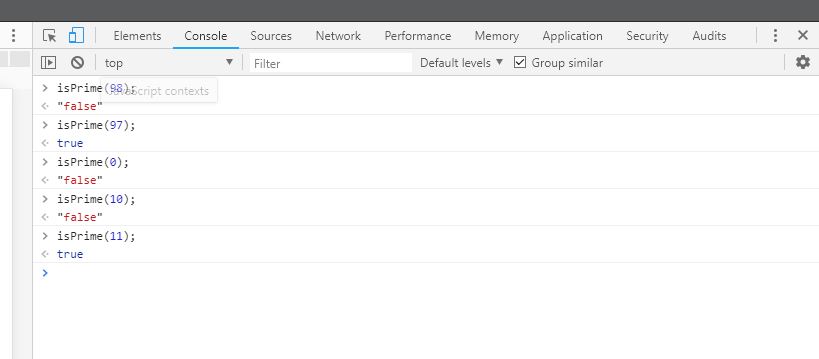 Elements Console Sources Network Performance Memory Application Security Audits
top Filter Default levels Group similar
isPrime(98);
JavaScript contexts
"false"
isPrime(97);
true
isPrime(0);
"false"
isPrime(10);
"false"
isPrime(11);
true